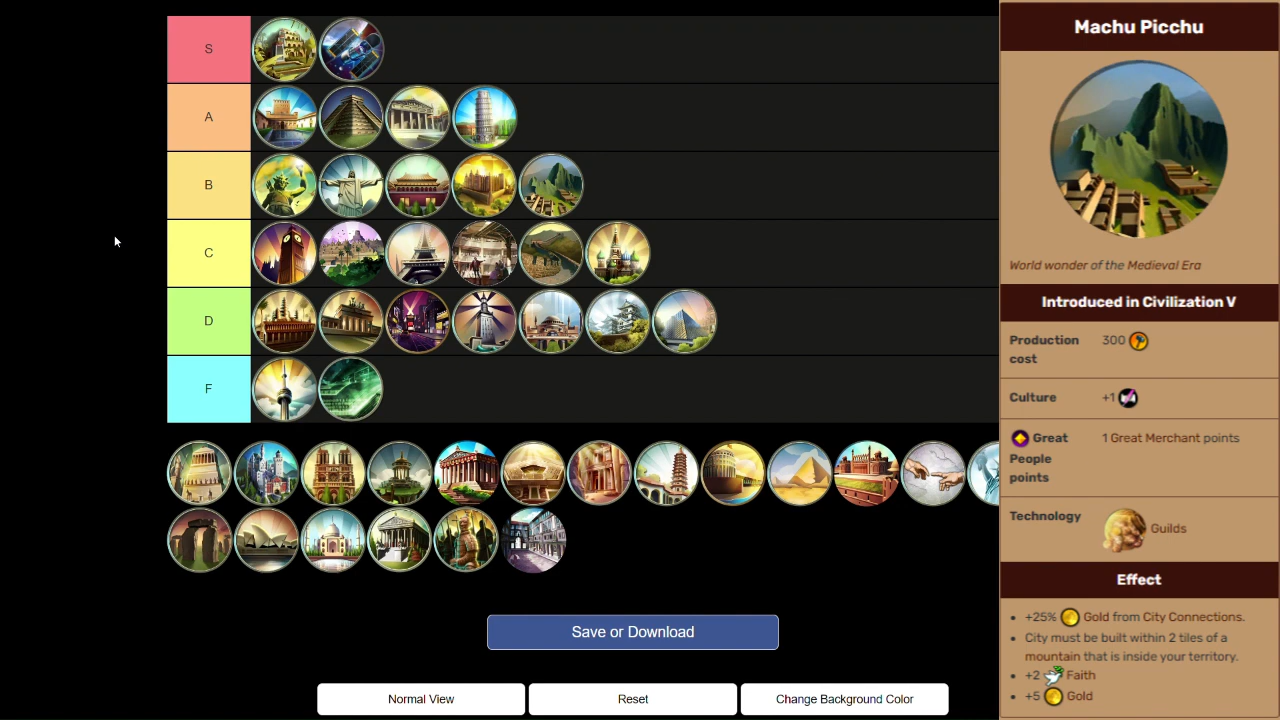 S
A
B
C
D
F
Save or Download
Normal View
Reset
Change Background Color
Machu Picchu
World wonder of the Medieval Era
Introduced in Civilization V
Production
cost
300
Culture
+1
Great
People
points
1 Great Merchant points
Technology
Guilds
Effect
+25% Gold from City Connections.
City must be built within 2 tiles of a
mountain that is inside your territory.
+2 Faith
+5 Gold